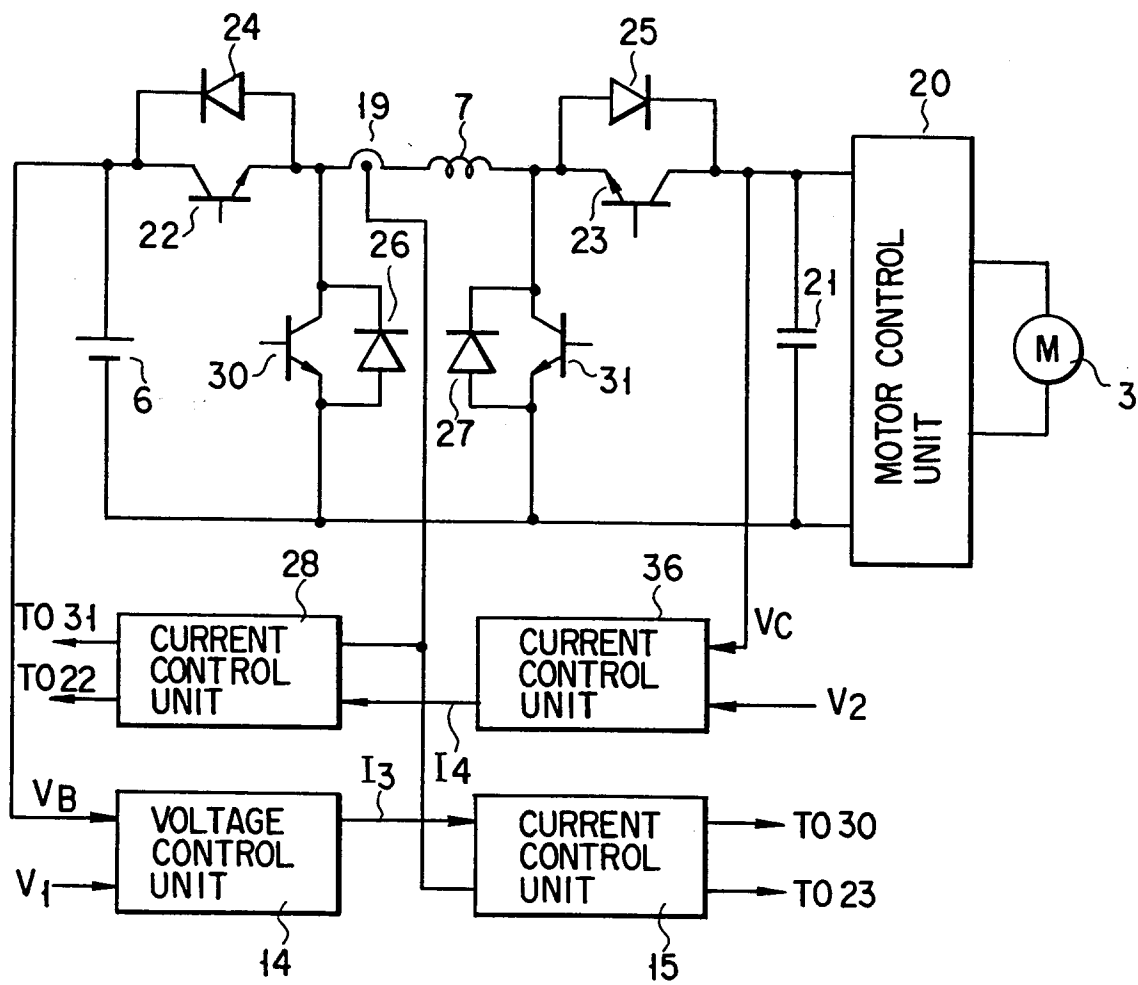 24
25
20
19
7
22
23
26
21
MOTOR CONTROL
UNIT
M
3
6
30
27
31
28
36
TO 31
TO 22
CURRENT
CONTROL
UNIT
CURRENT
CONTROL
UNIT
VC
V2
I3
I4
VB
V1
VOLTAGE
CONTROL
UNIT
CURRENT
CONTROL
UNIT
TO 30
TO 23
14
15